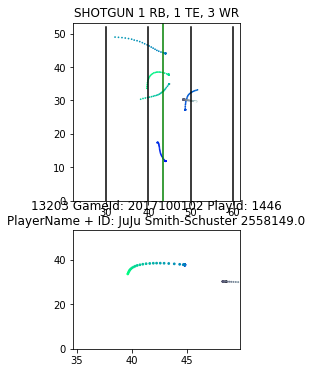 SHOTGUN 1 RB, 1 TE, 3 WR
50
40
30
20
10
0
30 40 50 60
13203 GameId: 2017100102 PlayId: 1446
PlayerName + ID: JuJu Smith-Schuster 2558149.0
40
20
0
35 40 45